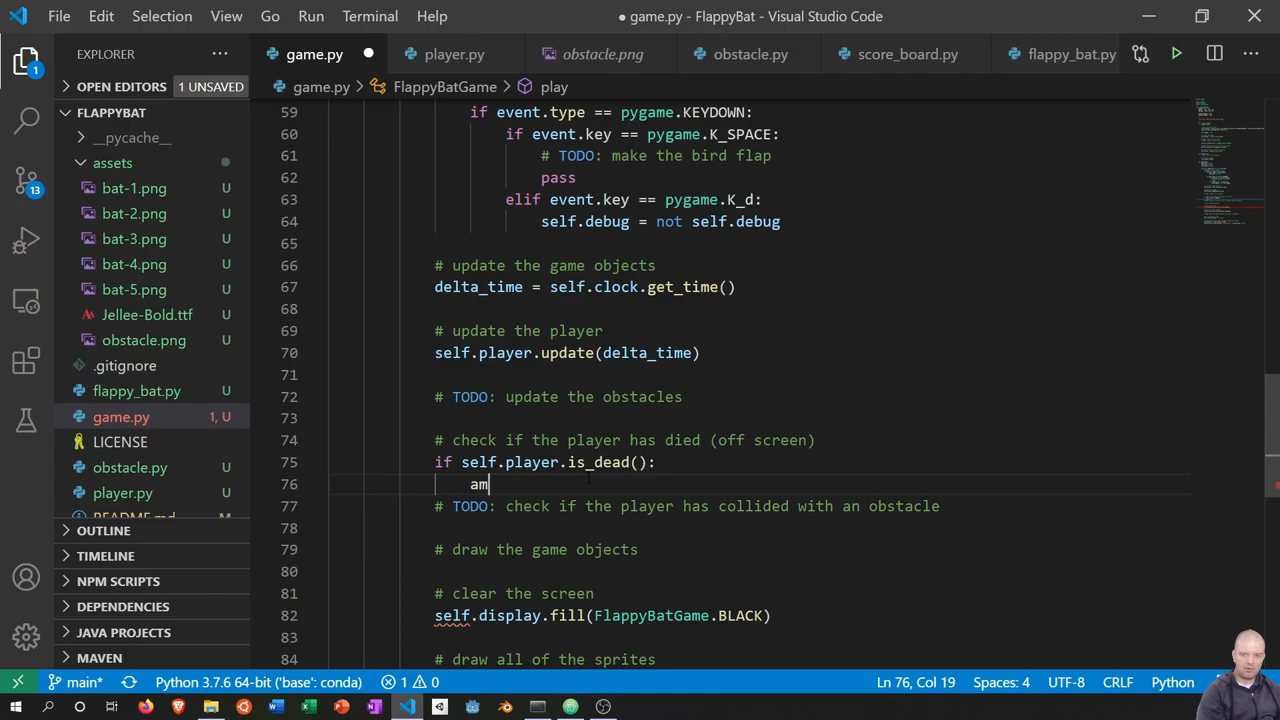 File Edit Selection View Go Run Terminal Help ● game.py - FlappyBat - Visual Studio Code
EXPLORER
game.py player.py obstacle.png obstacle.py score_board.py flappy_bat.py
OPEN EDITORS 1 UNSAVED
game.py > FlappyBatGame > play
FLAPPYBAT
__pycache__
assets
bat-1.png U
bat-2.png U
bat-3.png U
bat-4.png U
bat-5.png U
Jellee-Bold.ttf U
obstacle.png U
.gitignore
flappy_bat.py U
game.py 1, U
LICENSE
obstacle.py U
player.py U
README.md
OUTLINE
TIMELINE
NPM SCRIPTS
DEPENDENCIES
JAVA PROJECTS
MAVEN
1
13
59 if event.type == pygame.KEYDOWN:
60 if event.key == pygame.K_SPACE:
61 # TODO: make the bird flap
62 pass
63 elif event.key == pygame.K_d:
64 self.debug = not self.debug
65
66 # update the game objects
67 delta_time = self.clock.get_time()
68
69 # update the player
70 self.player.update(delta_time)
71
72 # TODO: update the obstacles
73
74 # check if the player has died (off screen)
75 if self.player.is_dead():
76 am
77 # TODO: check if the player has collided with an obstacle
78
79 # draw the game objects
80
81 # clear the screen
82 self.display.fill(FlappyBatGame.BLACK)
83
84 # draw all of the sprites
main* Python 3.7.6 64-bit ('base': conda) 1 0 Ln 76, Col 19 Spaces: 4 UTF-8 CRLF Python